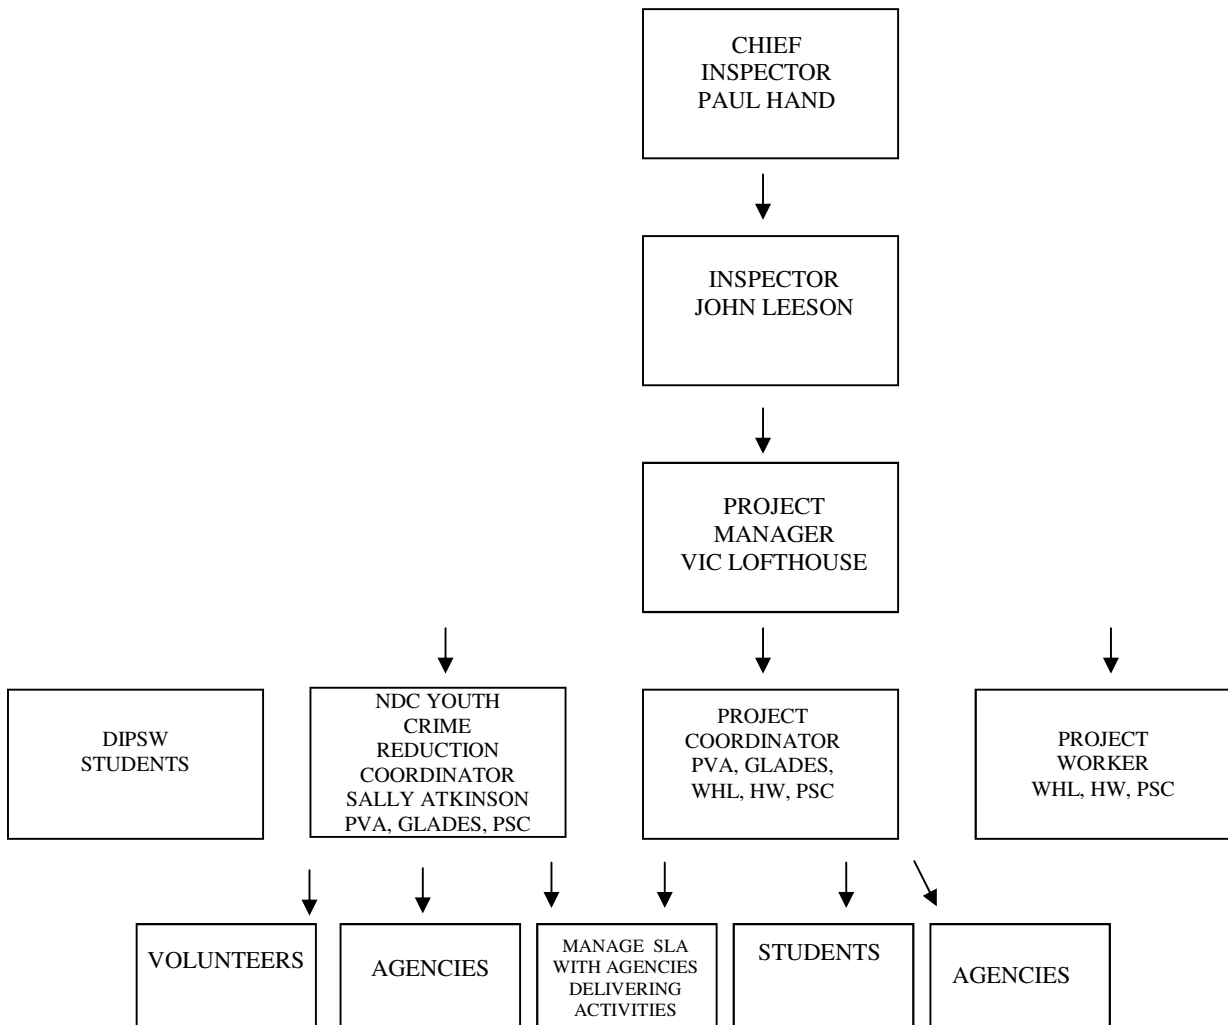 CHIEF
INSPECTOR
PAUL HAND
INSPECTOR
JOHN LEESON
PROJECT
MANAGER
VIC LOFTHOUSE
DIPSW
STUDENTS
NDC YOUTH
CRIME
REDUCTION
COORDINATOR
SALLY ATKINSON
PVA, GLADES, PSC
PROJECT
COORDINATOR
PVA, GLADES,
WHL, HW, PSC
PROJECT
WORKER
WHL, HW, PSC
VOLUNTEERS
AGENCIES
MANAGE SLA
WITH AGENCIES
DELIVERING
ACTIVITIES
STUDENTS
AGENCIES